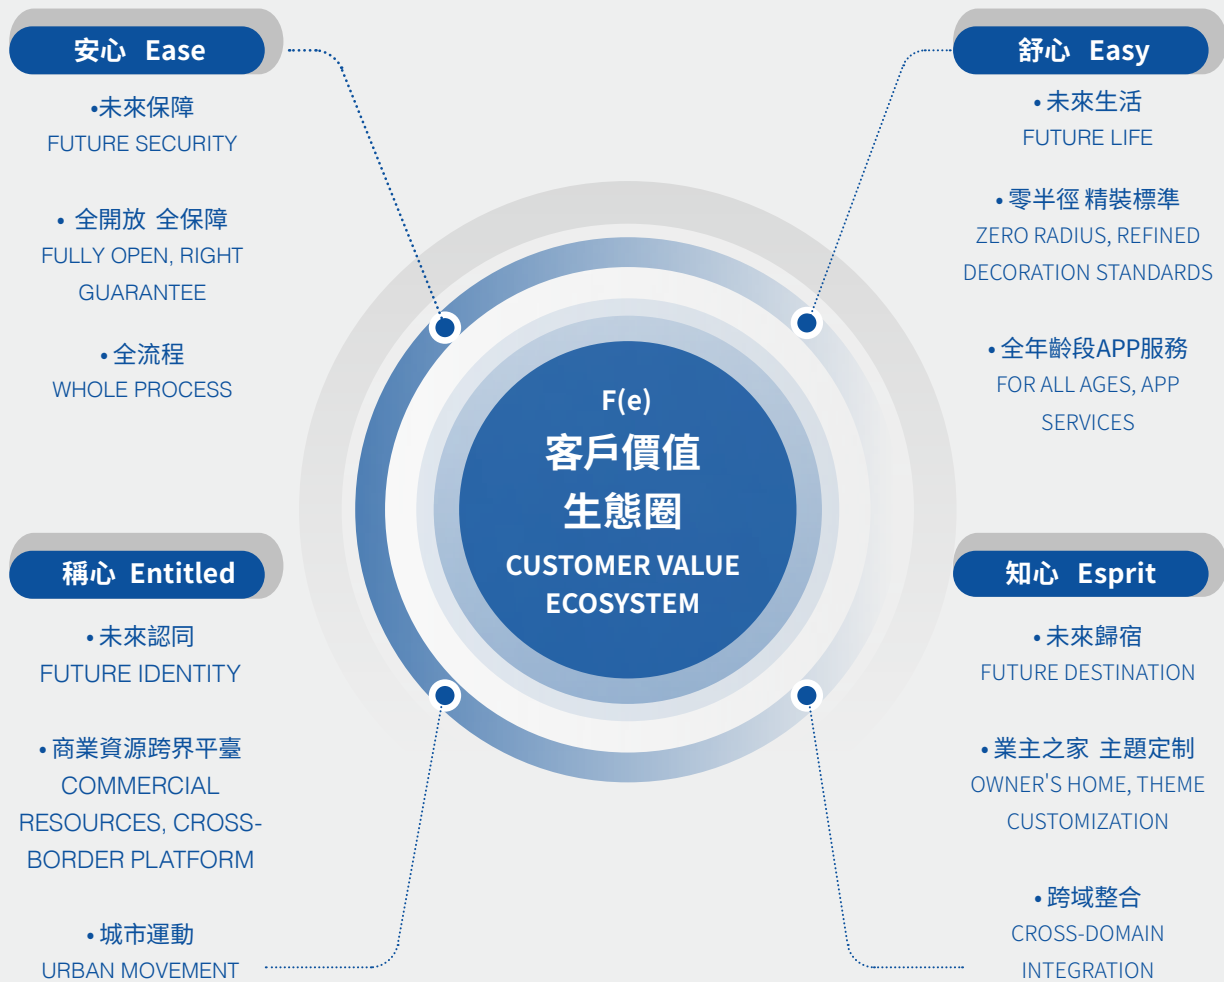 安心 Ease
•未來保障
FUTURE SECURITY
• 全開放 全保障
FULLY OPEN, RIGHT
GUARANTEE
• 全流程
WHOLE PROCESS
舒心 Easy
• 未來生活
FUTURE LIFE
• 零半徑 精裝標準
ZERO RADIUS, REFINED
DECORATION STANDARDS
• 全年齡段APP服務
FOR ALL AGES, APP
SERVICES
F(e)
客戶價值
生態圈
CUSTOMER VALUE
ECOSYSTEM
稱心 Entitled
• 未來認同
FUTURE IDENTITY
• 商業資源跨界平臺
COMMERCIAL
RESOURCES, CROSS-
BORDER PLATFORM
• 城市運動
URBAN MOVEMENT
知心 Esprit
• 未來歸宿
FUTURE DESTINATION
• 業主之家 主題定制
OWNER'S HOME, THEME
CUSTOMIZATION
• 跨域整合
CROSS-DOMAIN
INTEGRATION